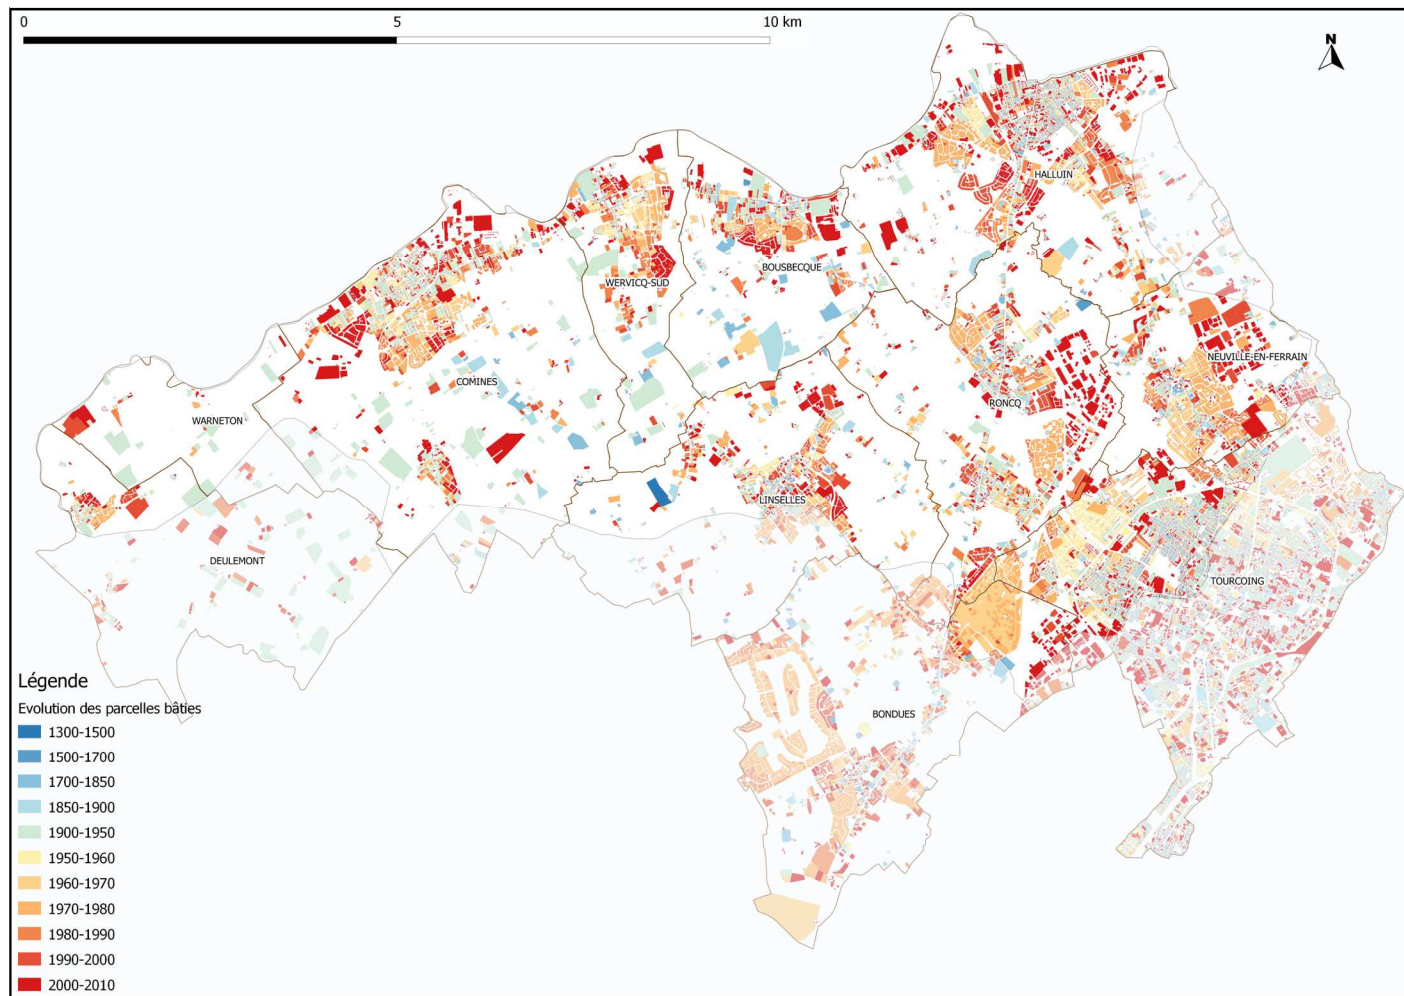 0 5 10 km
N
HALLUIN
BOUSBECQUE
WERVICQ-SUD
NEUVILLE-EN-FERRAIN
COMINES
RONCQ
WARNETON
LINSELLES
DEULEMONT
TOURCOING
BONDUES
Légende
Evolution des parcelles bâties
1300-1500
1500-1700
1700-1850
1850-1900
1900-1950
1950-1960
1960-1970
1970-1980
1980-1990
1990-2000
2000-2010